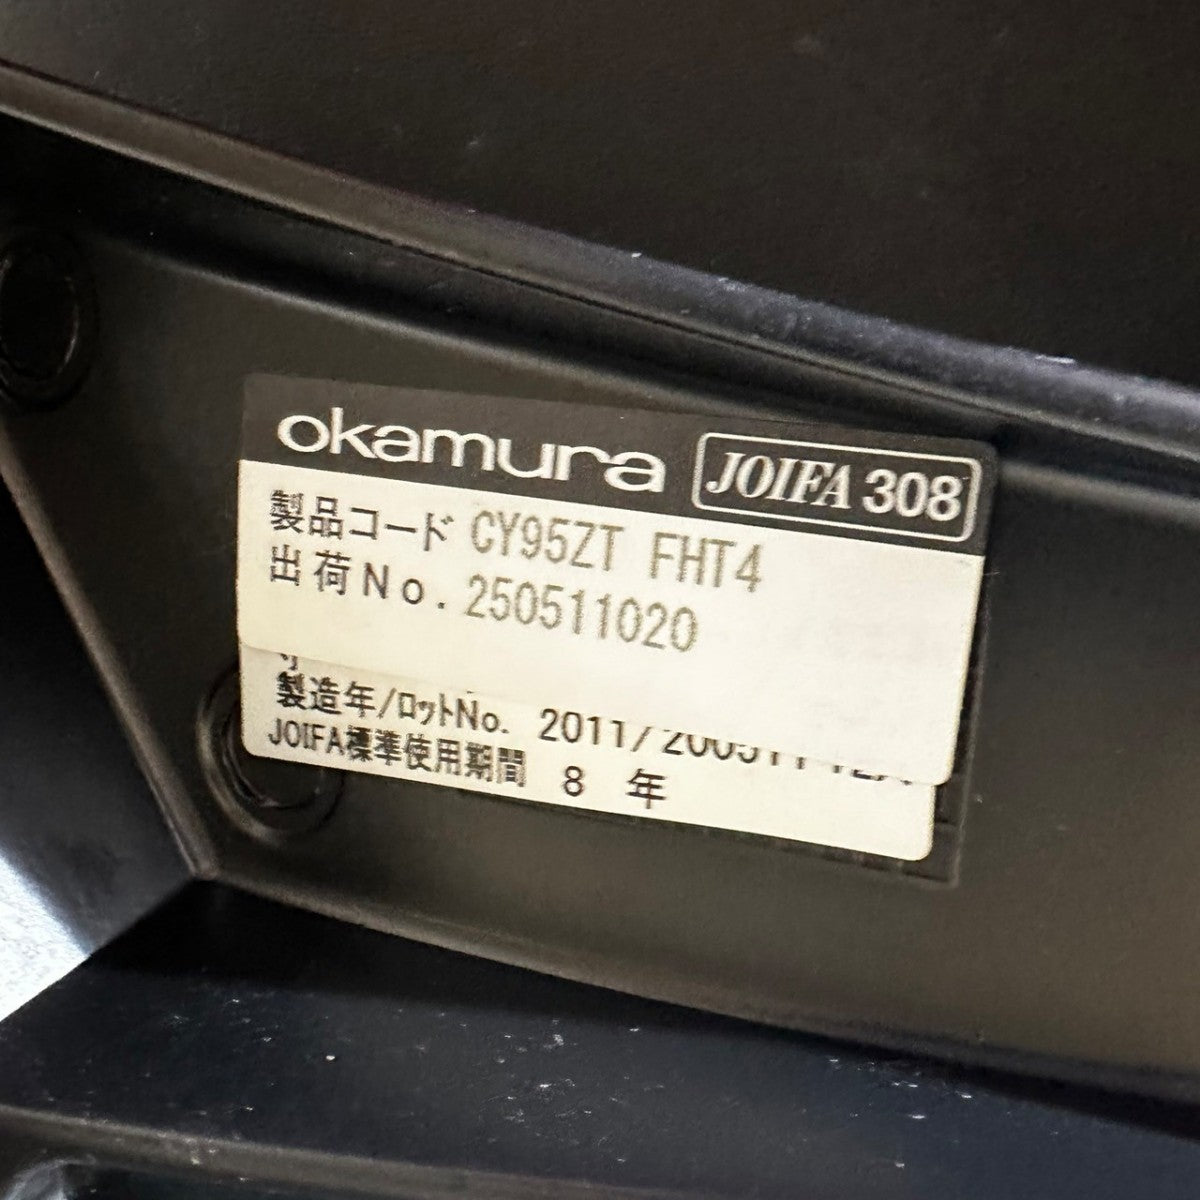 okamura JOIFA 308
製品コード CY95ZT FHT4
出荷No. 250511020
製造年/ロットNo. 2011/
JOIFA標準使用期間 8 年